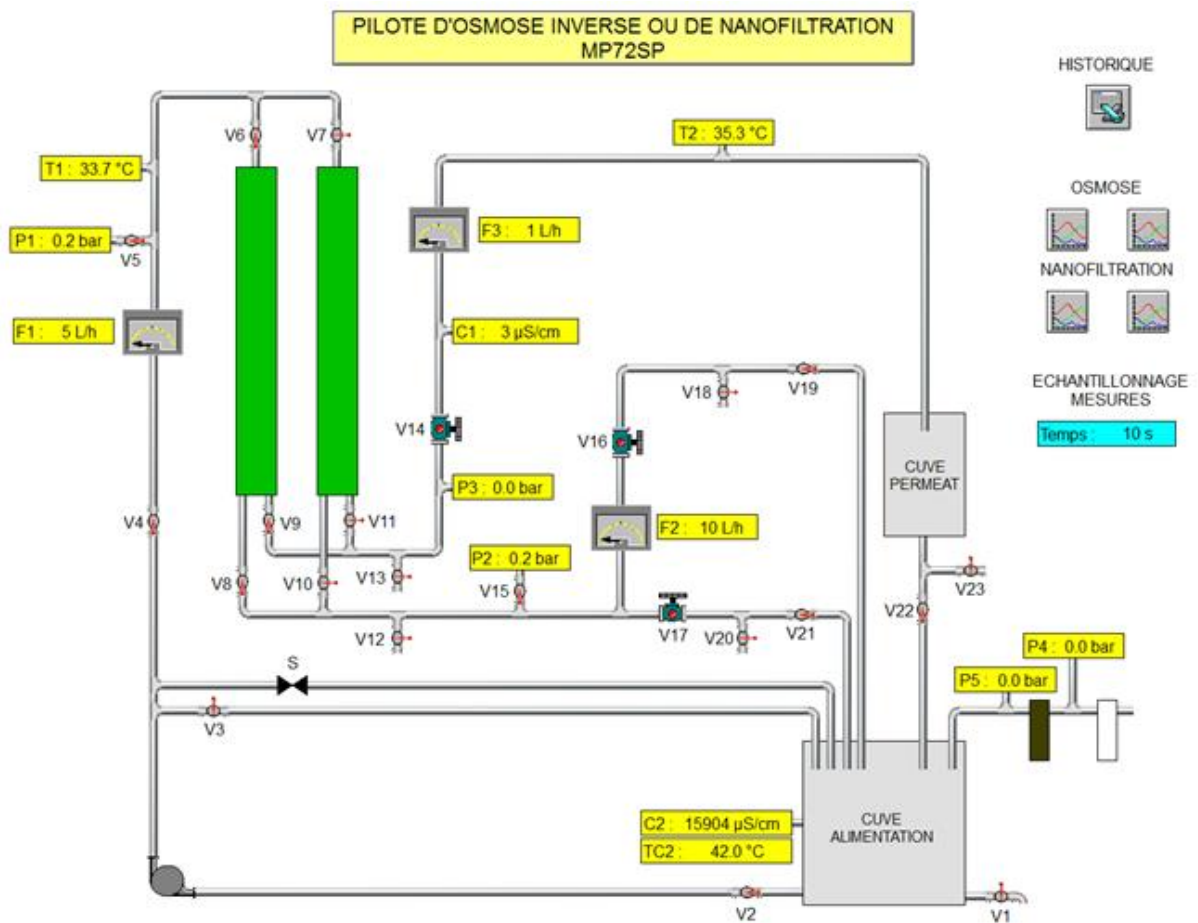 PILOTE D'OSMOSE INVERSE OU DE NANOFILTRATION
MP72SP
HISTORIQUE
V6
V7
T2 : 35.3 °C
T1 : 33.7 °C
OSMOSE
P1 : 0.2 bar
V5
F3 : 1 L/h
NANOFILTRATION
F1 : 5 L/h
C1 : 3 µS/cm
V18
V19
ECHANTILLONNAGE
MESURES
Temps : 10 s
V14
V16
CUVE
PERMEAT
P3 : 0.0 bar
V4
V9
V11
F2 : 10 L/h
P2 : 0.2 bar
V8
V10
V13
V15
V22
V23
V12
V17
V20
V21
P4 : 0.0 bar
S
P5 : 0.0 bar
V3
C2 : 15904 µS/cm
CUVE
ALIMENTATION
TC2 : 42.0 °C
V2
V1